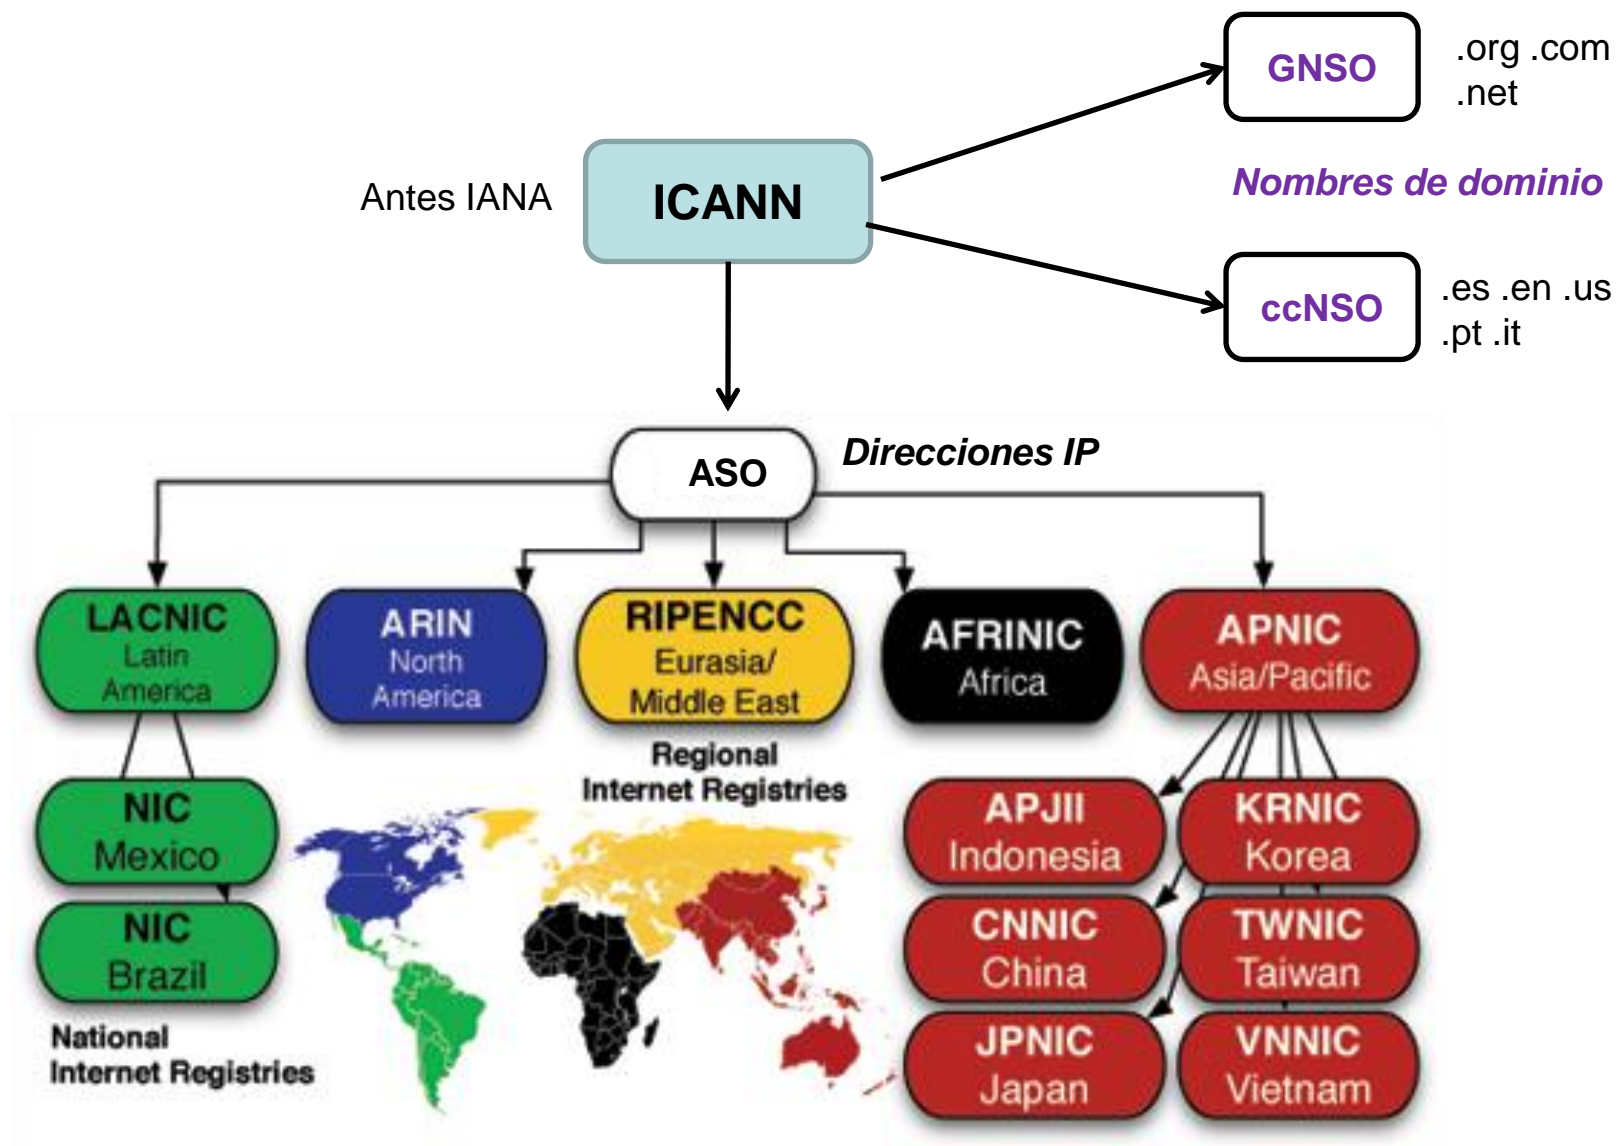 GNSO
.org .com
.net
Antes IANA
ICANN
Nombres de dominio
ccNSO
.es .en .us
.pt .it
ASO
Direcciones IP
LACNIC
Latin
America
ARIN
North
America
RIPENCC
Eurasia/
Middle East
AFRINIC
Africa
APNIC
Asia/Pacific
Regional
Internet Registries
NIC
Mexico
NIC
Brazil
National
Internet Registries
APJII
Indonesia
KRNIC
Korea
CNNIC
China
TWNIC
Taiwan
JPNIC
Japan
VNNIC
Vietnam